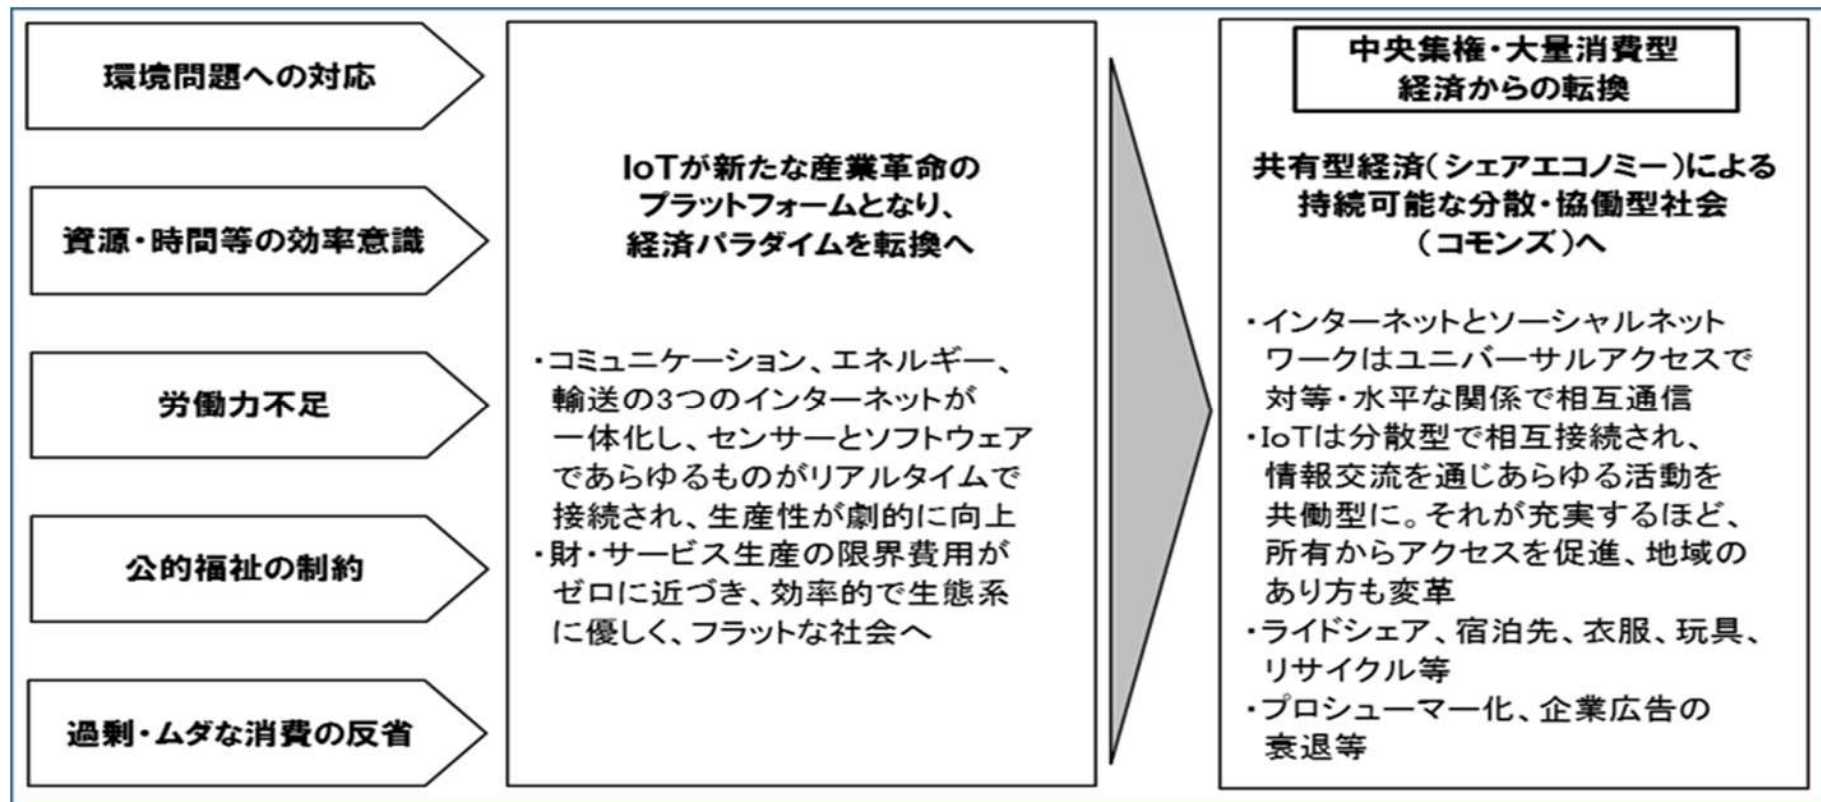 環境問題への対応
資源・時間等の効率意識
労働力不足
公的福祉の制約
過剰・ムダな消費の反省
IoTが新たな産業革命の
プラットフォームとなり、
経済パラダイムを転換へ
・コミュニケーション、エネルギー、
輸送の3つのインターネットが
一体化し、センサーとソフトウェア
であらゆるものがリアルタイムで
接続され、生産性が劇的に向上
・財・サービス生産の限界費用が
ゼロに近づき、効率的で生態系
に優しく、フラットな社会へ
中央集権・大量消費型
経済からの転換
共有型経済(シェアエコノミー)による
持続可能な分散・協働型社会
(コモンズ)へ
・インターネットとソーシャルネット
ワークはユニバーサルアクセスで
対等・水平な関係で相互通信
・IoTは分散型で相互接続され、
情報交流を通じあらゆる活動を
共働型に。それが充実するほど、
所有からアクセスを促進、地域の
あり方も変革
・ライドシェア、宿泊先、衣服、玩具、
リサイクル等
・プロシューマー化、企業広告の
衰退等